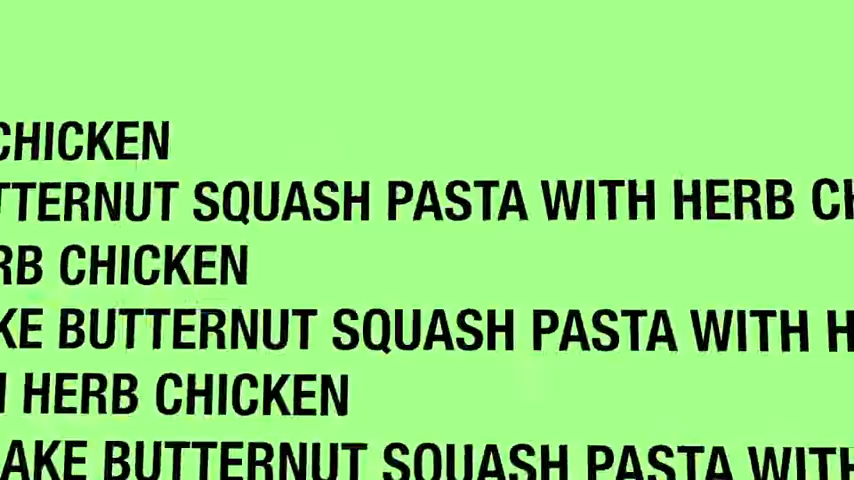 CHICKEN
TTERNUT SQUASH PASTA WITH HERB CH
RB CHICKEN
KE BUTTERNUT SQUASH PASTA WITH H
H HERB CHICKEN
AKE BUTTERNUT SQUASH PASTA WITH